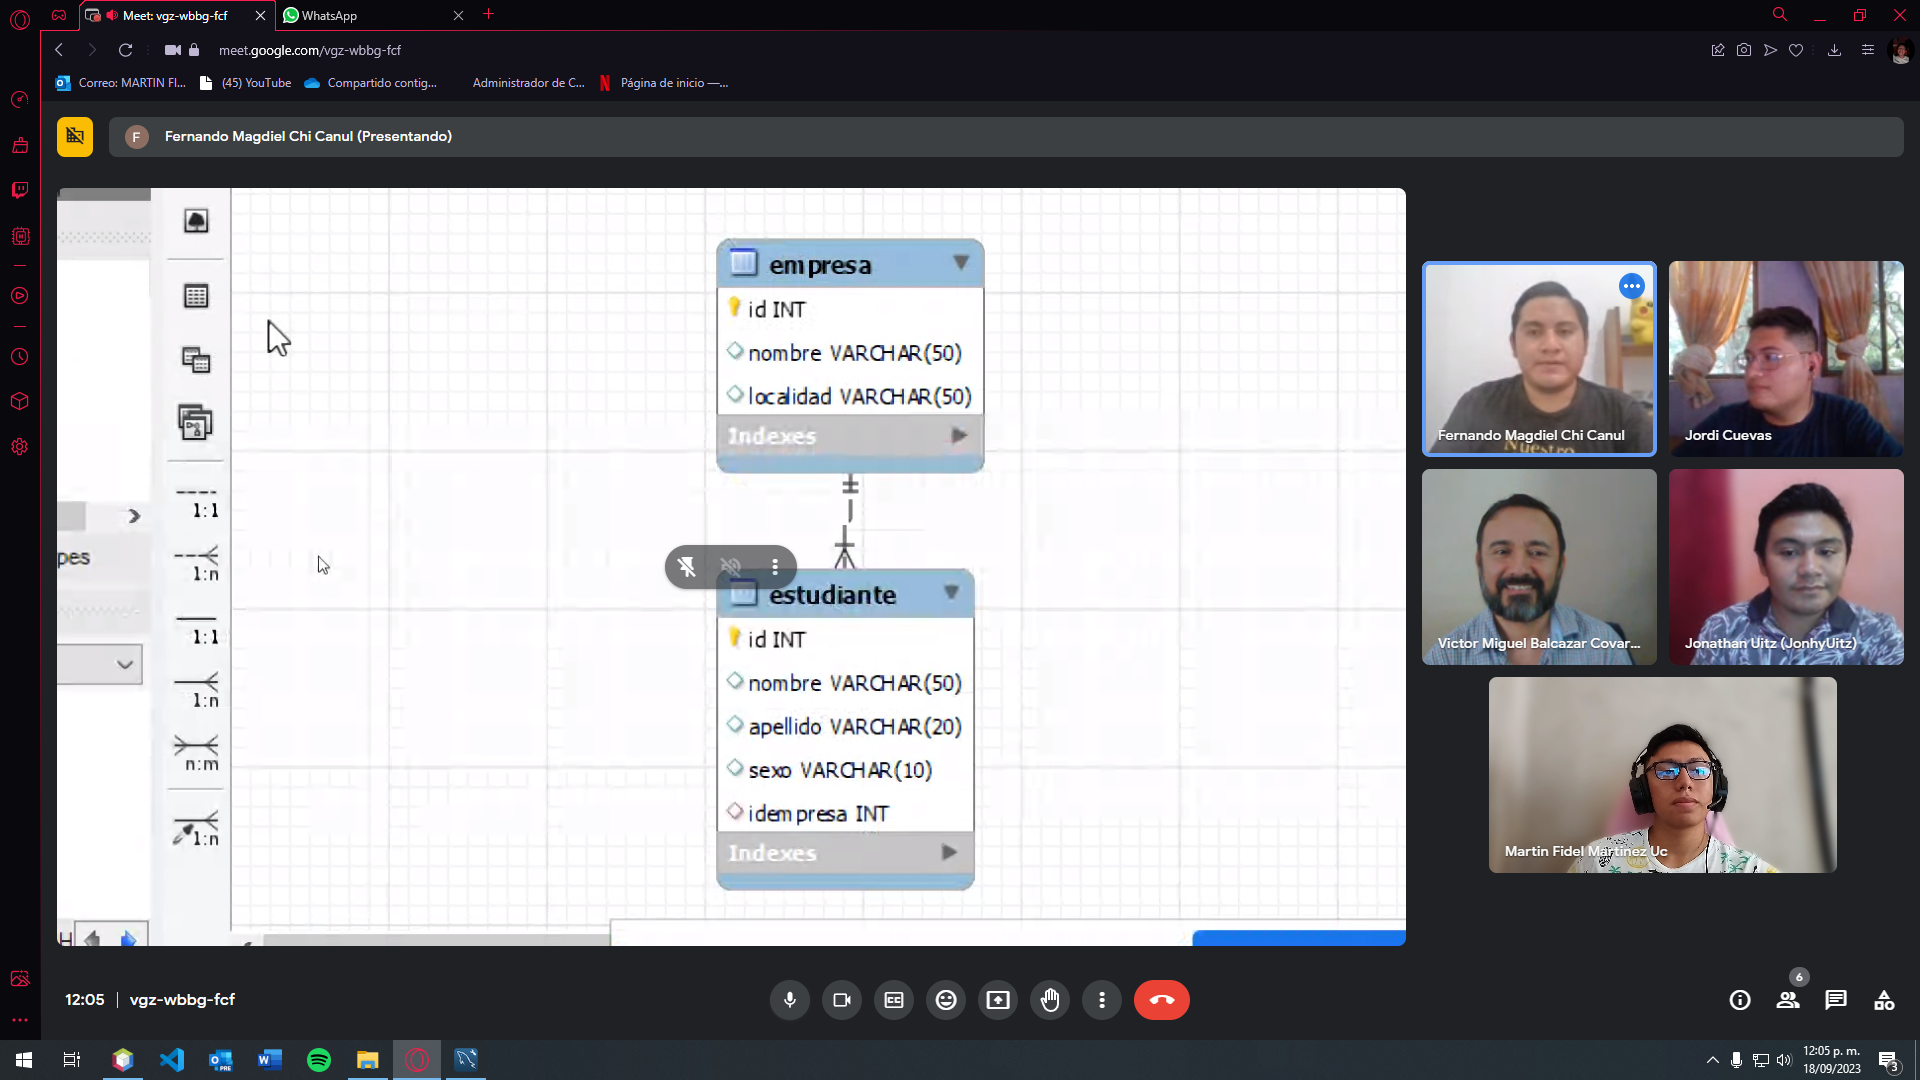 Meet: vgz-wbbg-fcf
WhatsApp
meet.google.com/vgz-wbbg-fcf
Correo: MARTIN FI...
(45) YouTube
Compartido contig...
Administrador de C...
Página de inicio —...
F
Fernando Magdiel Chi Canul (Presentando)
empresa
id INT
nombre VARCHAR(50)
localidad VARCHAR(50)
Indexes
estudiante
id INT
nombre VARCHAR(50)
apellido VARCHAR(20)
sexo VARCHAR(10)
idempresa INT
Indexes
1:1
1:n
1:1
1:n
n:m
1:n
pes
H
Fernando Magdiel Chi Canul
Nuestro
Jordi Cuevas
Victor Miguel Balcazar Covar...
Jonathan Uitz (JonhyUitz)
Martin Fidel Martinez Uc
12:05
vgz-wbbg-fcf
6
12:05 p. m.
18/09/2023
3